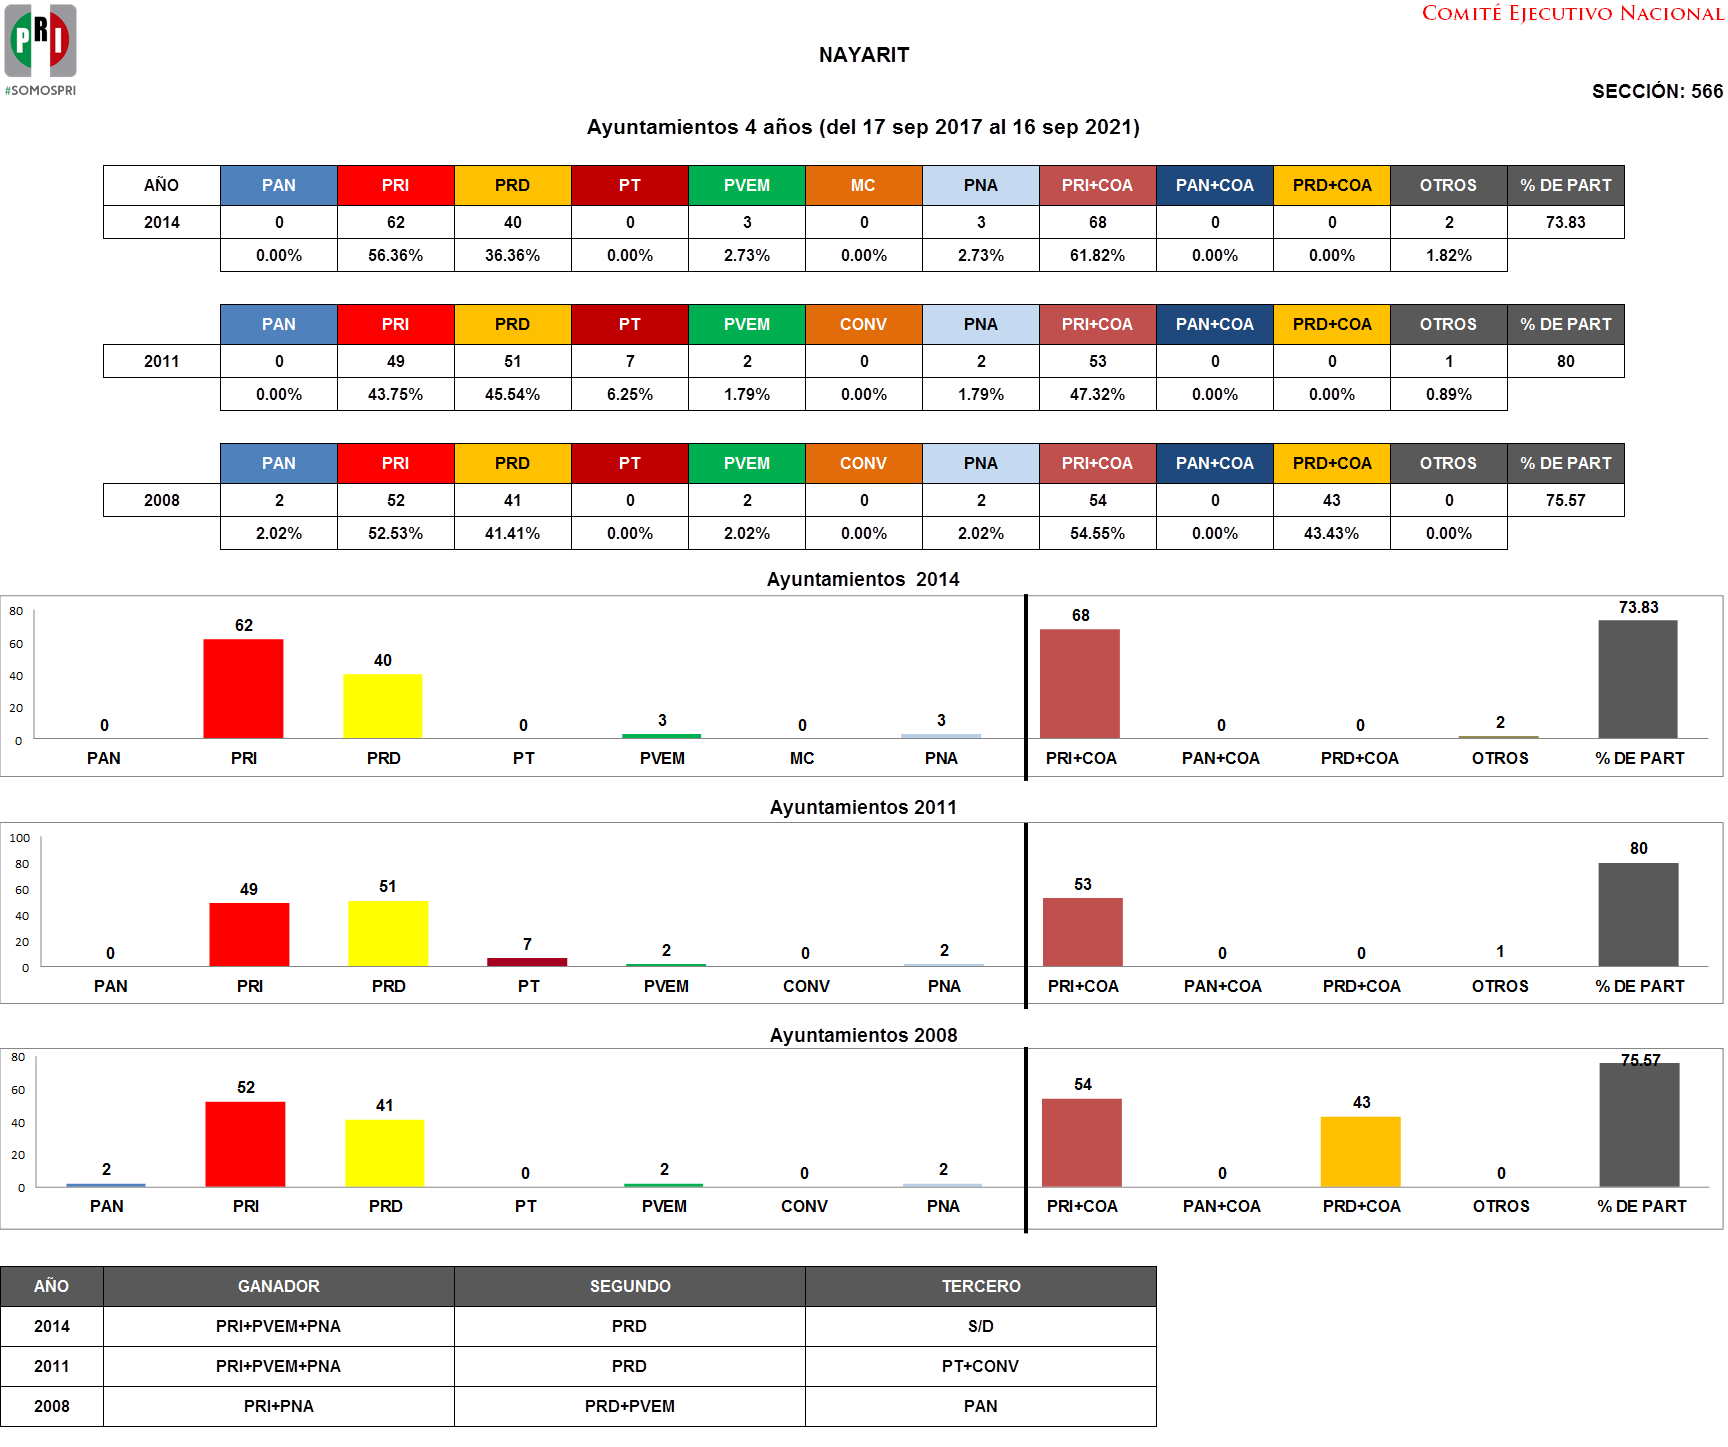 PRI
#SOMOSPRI
COMITÉ EJECUTIVO NACIONAL
NAYARIT
SECCIÓN: 566
Ayuntamientos 4 años (del 17 sep 2017 al 16 sep 2021)
AÑO PAN PRI PRD PT PVEM MC PNA PRI+COA PAN+COA PRD+COA OTROS % DE PART
2014 0 62 40 0 3 0 3 68 0 0 2 73.83
0.00% 56.36% 36.36% 0.00% 2.73% 0.00% 2.73% 61.82% 0.00% 0.00% 1.82%
PAN PRI PRD PT PVEM CONV PNA PRI+COA PAN+COA PRD+COA OTROS % DE PART
2011 0 49 51 7 2 0 2 53 0 0 1 80
0.00% 43.75% 45.54% 6.25% 1.79% 0.00% 1.79% 47.32% 0.00% 0.00% 0.89%
PAN PRI PRD PT PVEM CONV PNA PRI+COA PAN+COA PRD+COA OTROS % DE PART
2008 2 52 41 0 2 0 2 54 0 43 0 75.57
2.02% 52.53% 41.41% 0.00% 2.02% 0.00% 2.02% 54.55% 0.00% 43.43% 0.00%
Ayuntamientos 2014
80
60
40
20
0
0 62 40 0 3 0 3 68 0 0 2 73.83
PAN PRI PRD PT PVEM MC PNA PRI+COA PAN+COA PRD+COA OTROS % DE PART
Ayuntamientos 2011
100
80
60
40
20
0
0 49 51 7 2 0 2 53 0 0 1 80
PAN PRI PRD PT PVEM CONV PNA PRI+COA PAN+COA PRD+COA OTROS % DE PART
Ayuntamientos 2008
80
60
40
20
0
2 52 41 0 2 0 2 54 0 43 0 75.57
PAN PRI PRD PT PVEM CONV PNA PRI+COA PAN+COA PRD+COA OTROS % DE PART
AÑO GANADOR SEGUNDO TERCERO
2014 PRI+PVEM+PNA PRD S/D
2011 PRI+PVEM+PNA PRD PT+CONV
2008 PRI+PNA PRD+PVEM PAN